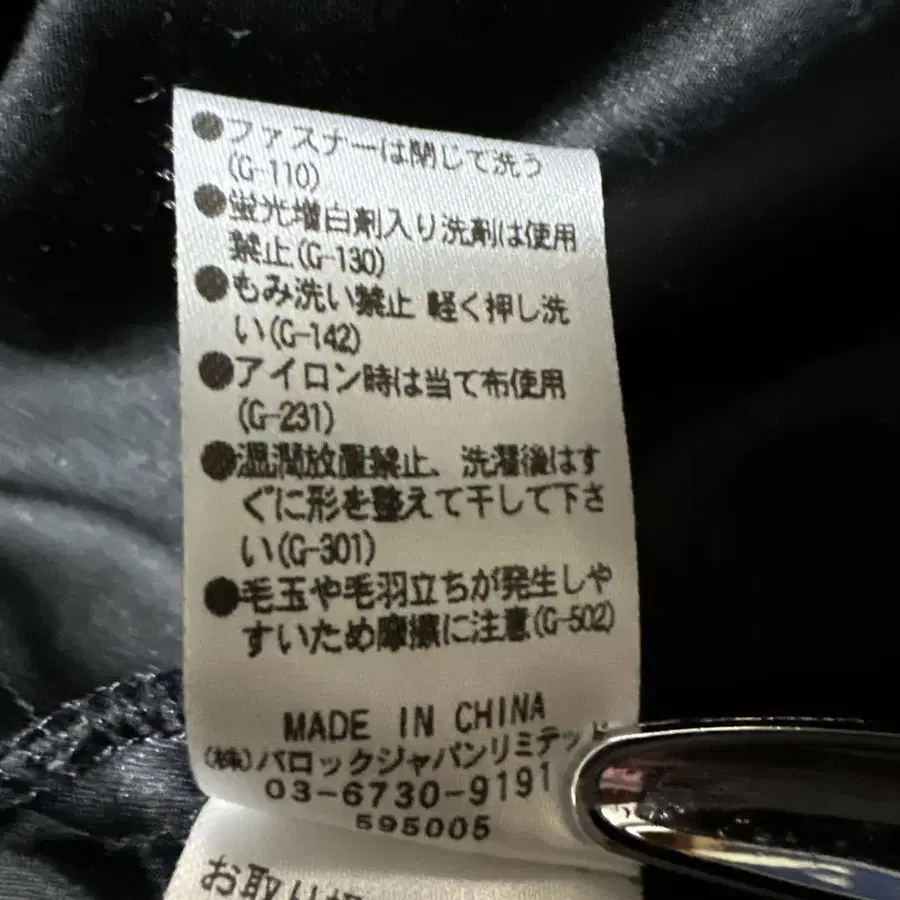 ●ファスナーは閉じて洗う
(G-110)
●蛍光増白剤入り洗剤は使用
禁止(G-130)
●もみ洗い禁止 軽く押し洗
い(G-142)
●アイロン時は当て布使用
(G-231)
●湿潤放置禁止、洗濯後はす
ぐに形を整えて干して下さ
い(G-301)
●毛玉や毛羽立ちが発生しや
すいため摩擦に注意(G-502)
MADE IN CHINA
(株)バロックジャパンリミテッド
03-6730-9191
595005
お取り扱